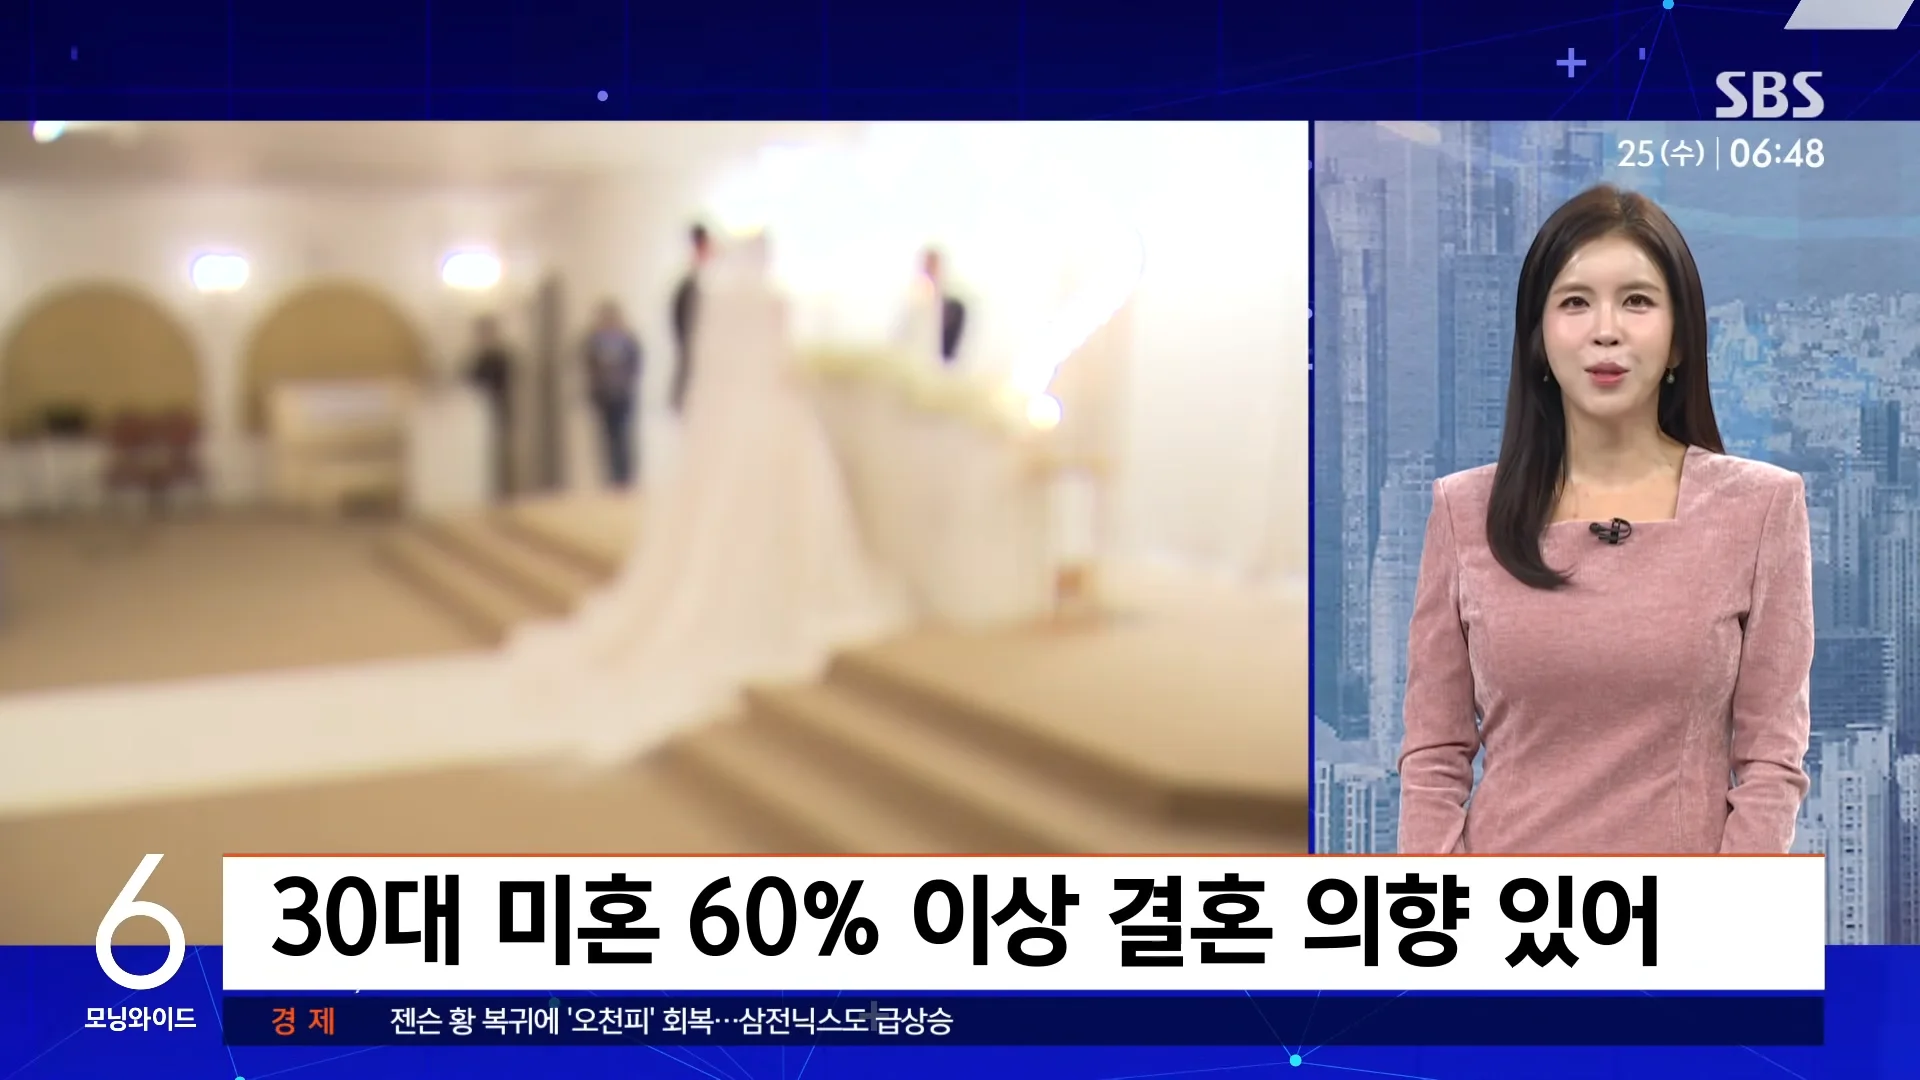 SBS
25(수) | 06:48
30대 미혼 60% 이상 결혼 의향 있어
6
모닝와이드
경제 젠슨 황 복귀에 '오천피' 회복…삼전닉스도 급상승